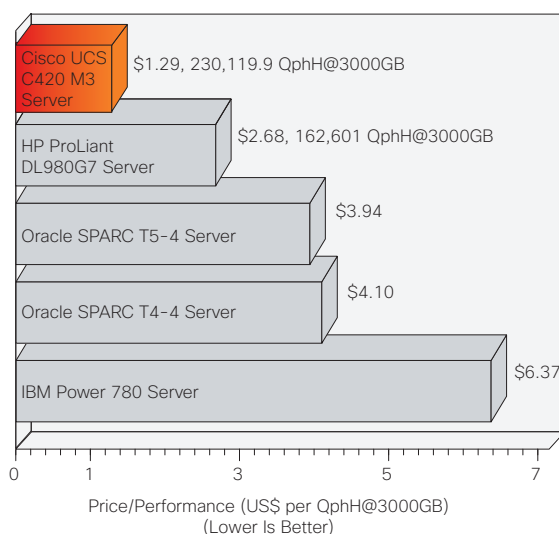 Cisco UCS
C420 M3
Server
$1.29, 230,119.9 QphH@3000GB
HP ProLiant
DL980G7 Server
$2.68, 162,601 QphH@3000GB
Oracle SPARC T5-4 Server
$3.94
Oracle SPARC T4-4 Server
$4.10
IBM Power 780 Server
$6.37
0 1 3 5 7
Price/Performance (US$ per QphH@3000GB)
(Lower Is Better)